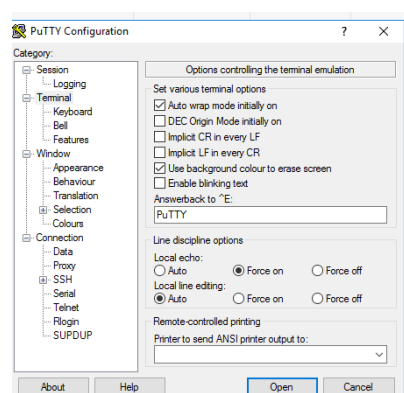 PuTTY Configuration ? ×
Category:
Session
Logging
Terminal
Keyboard
Bell
Features
Window
Appearance
Behaviour
Translation
Selection
Colours
Connection
Data
Proxy
SSH
Serial
Telnet
Rlogin
SUPDUP
Options controlling the terminal emulation
Set various terminal options
Auto wrap mode initially on
DEC Origin Mode initially on
Implicit CR in every LF
Implicit LF in every CR
Use background colour to erase screen
Enable blinking text
Answerback to ^E:
PuTTY
Line discipline options
Local echo:
Auto Force on Force off
Local line editing:
Auto Force on Force off
Remote-controlled printing
Printer to send ANSI printer output to:
About Help Open Cancel